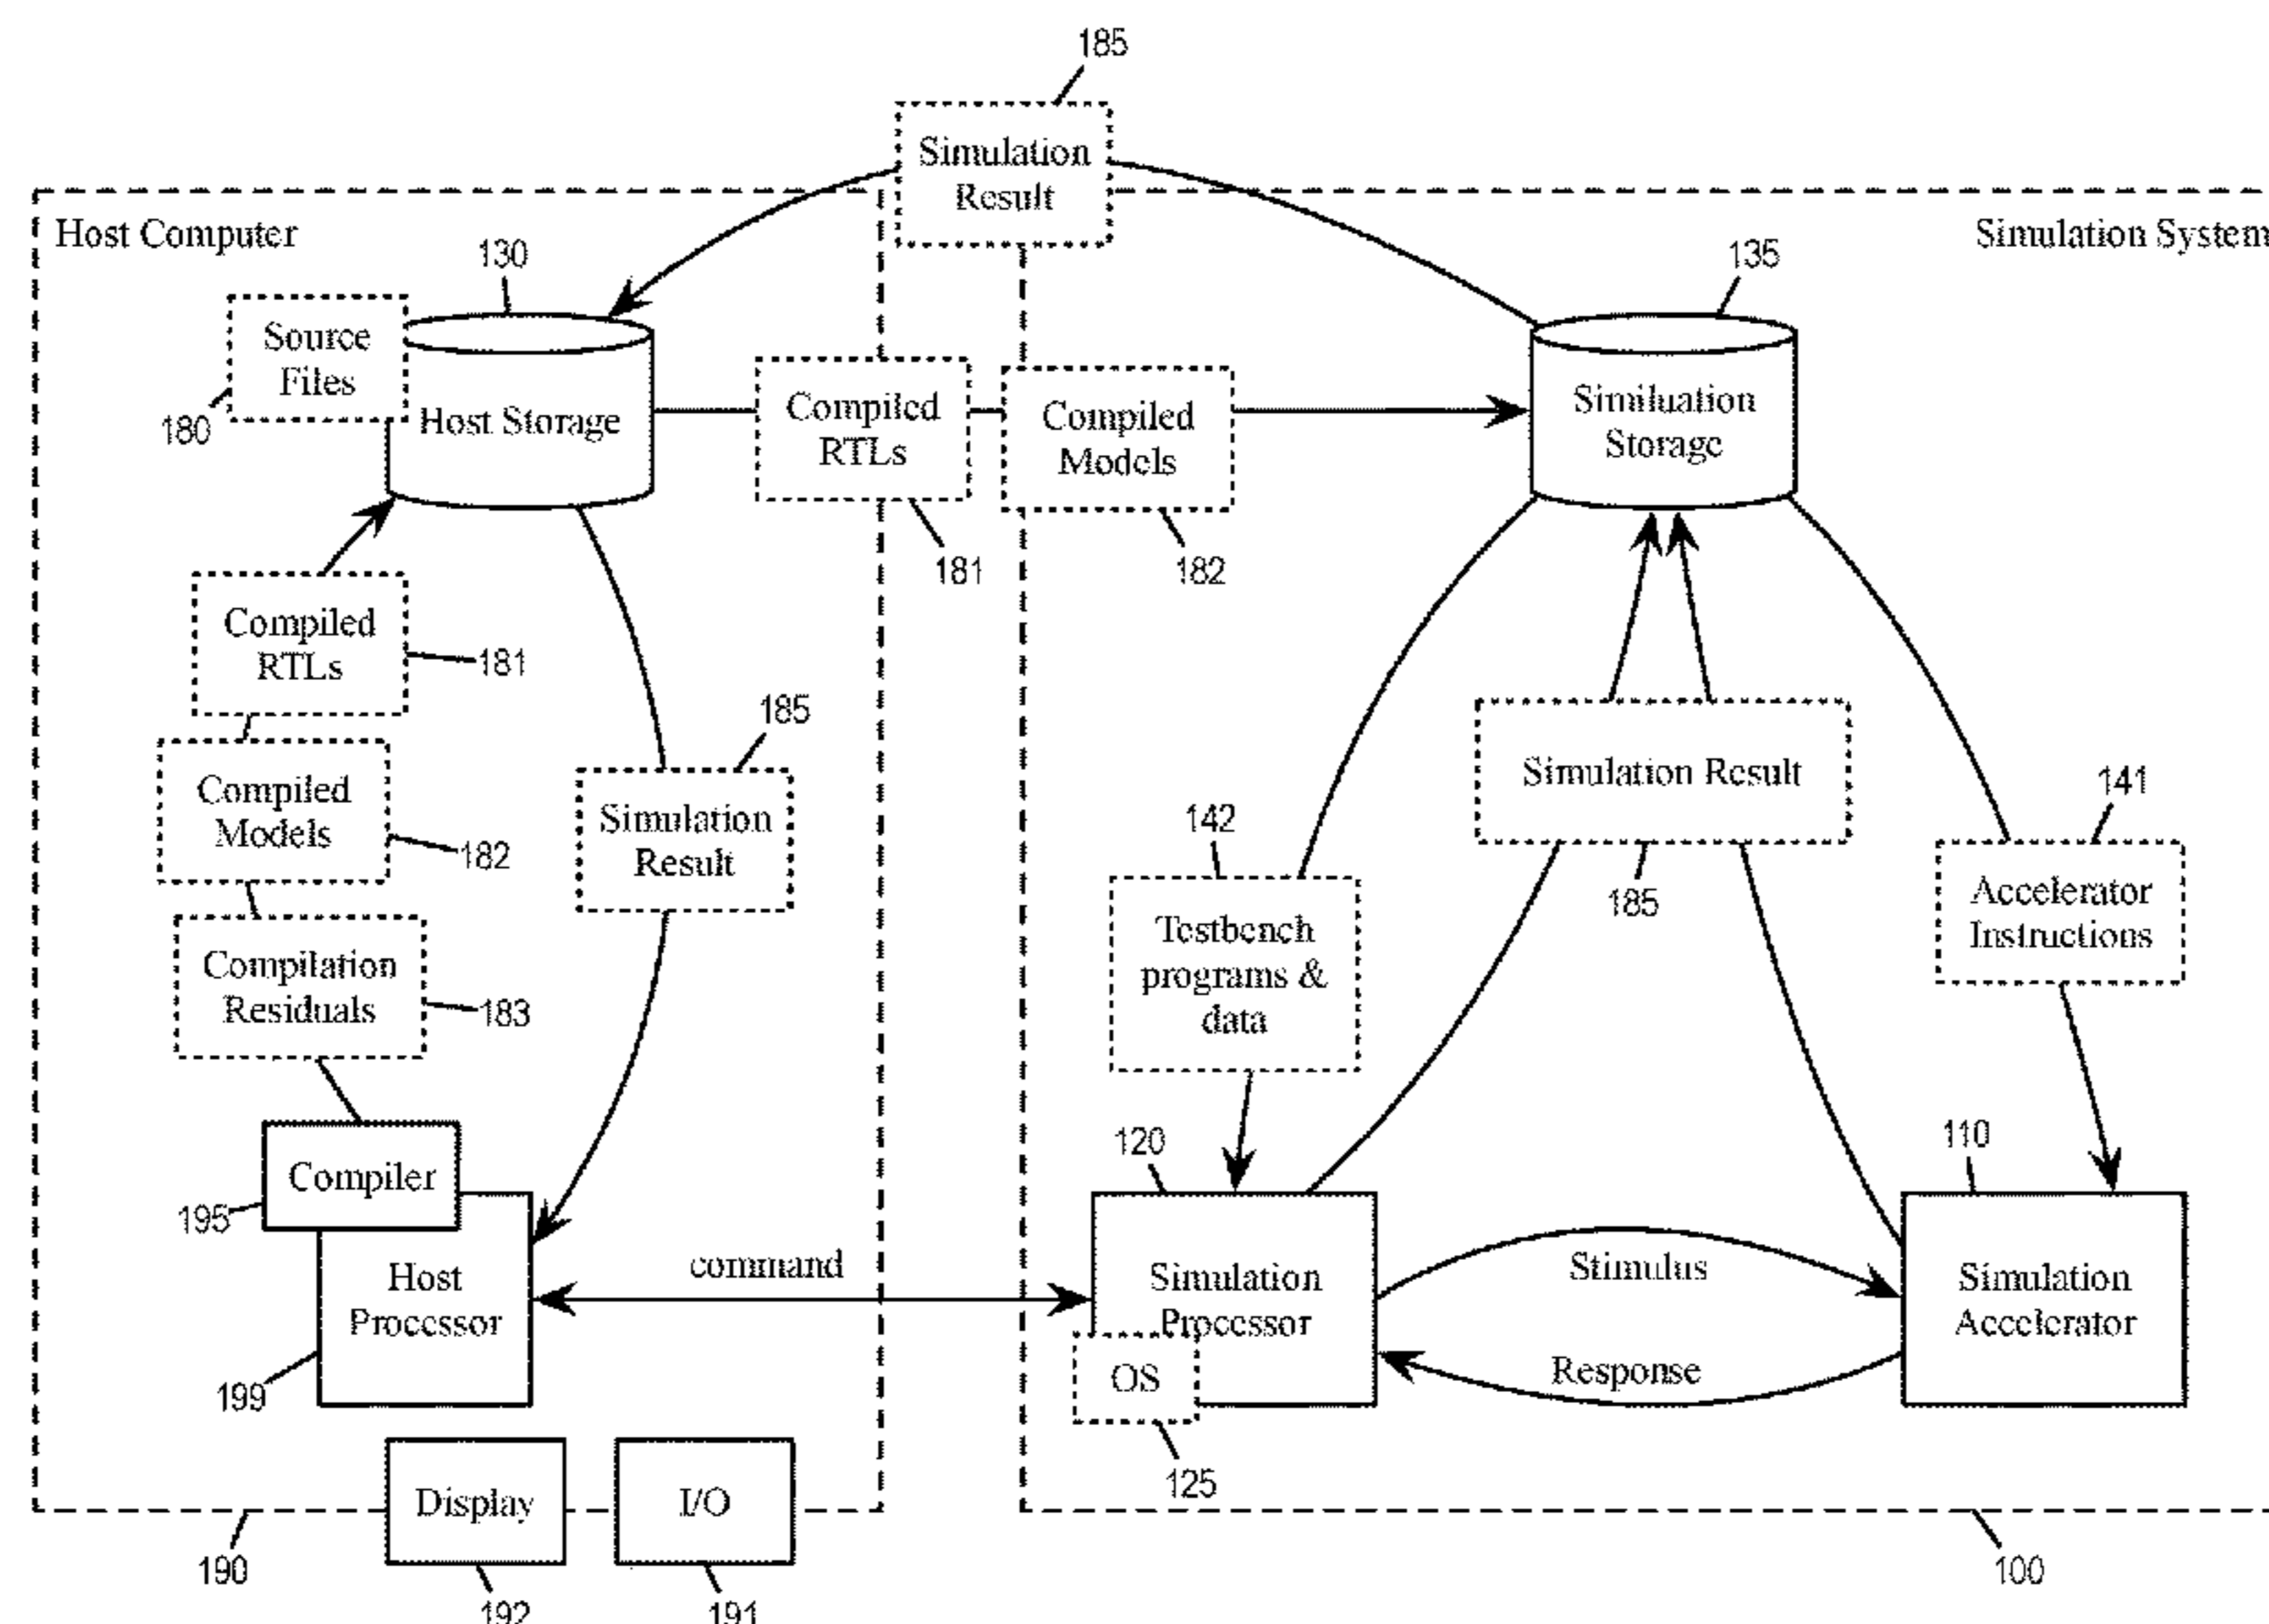 185
Simulation
Result
Host Computer
Simulation System
130
135
Source
Files
180
Host Storage
Compiled
RTLs
181
Compiled
Models
182
Similuation
Storage
Compiled
RTLs
181
Compiled
Models
182
Compilation
Residuals
183
185
Simulation
Result
142
Testbench
programs &
data
Simulation Result
185
141
Accelerator
Instructions
Compiler
195
Host
Processor
199
command
120
Simulation
Processor
OS
125
Stimulus
Response
110
Simulation
Accelerator
Display
I/O
190
192
191
100